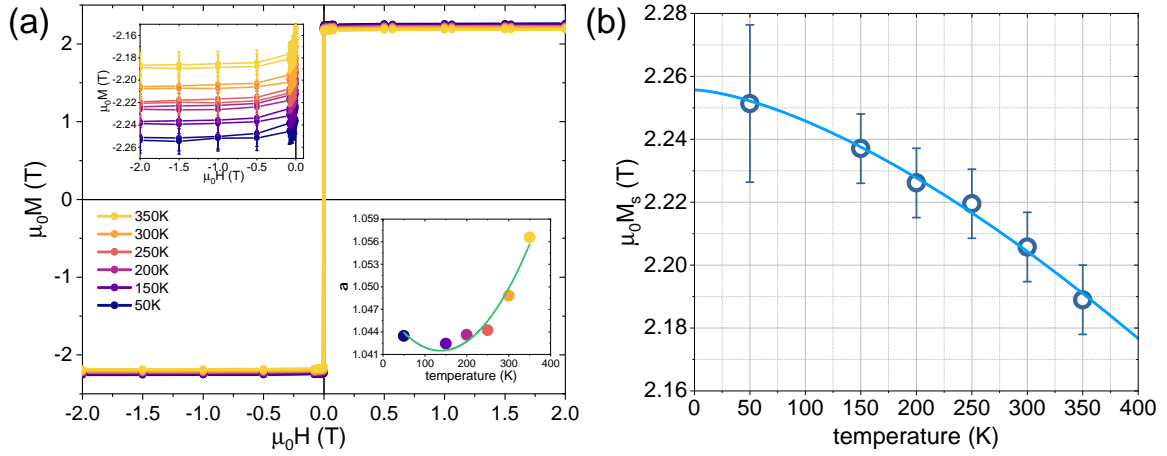 (a)
μ₀M (T)
2
1
0
-1
-2
-2.0 -1.5 -1.0 -0.5 0.0 0.5 1.0 1.5 2.0
μ₀H (T)
μ₀M (T)
-2.16
-2.18
-2.20
-2.22
-2.24
-2.26
-2.0 -1.5 -1.0 -0.5 0.0
μ₀H (T)
350K
300K
250K
200K
150K
50K
a
1.059
1.056
1.053
1.050
1.047
1.044
1.041
0 100 200 300 400
temperature (K)
(b)
μ₀Mₛ (T)
2.28
2.26
2.24
2.22
2.20
2.18
2.16
0 50 100 150 200 250 300 350 400
temperature (K)